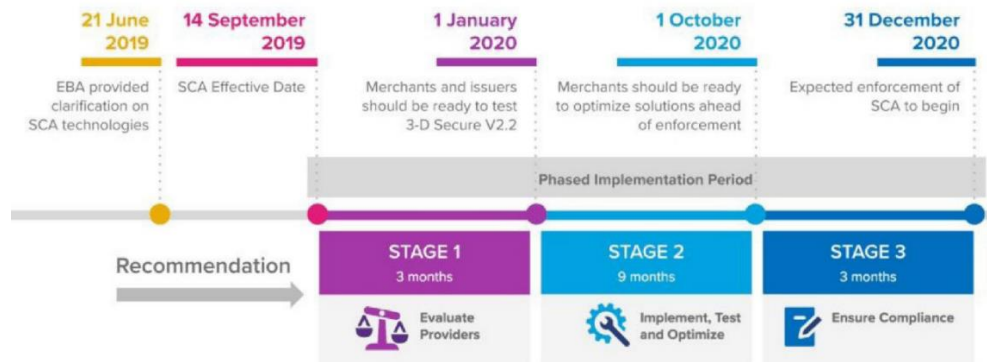 21 June
2019
EBA provided
clarification on
SCA technologies
14 September
2019
SCA Effective Date
1 January
2020
Merchants and issuers
should be ready to test
3-D Secure V2.2
1 October
2020
Merchants should be ready
to optimize solutions ahead
of enforcement
31 December
2020
Expected enforcement of
SCA to begin
Phased Implementation Period
Recommendation
STAGE 1
3 months
Evaluate
Providers
STAGE 2
9 months
Implement, Test
and Optimize
STAGE 3
3 months
Ensure Compliance